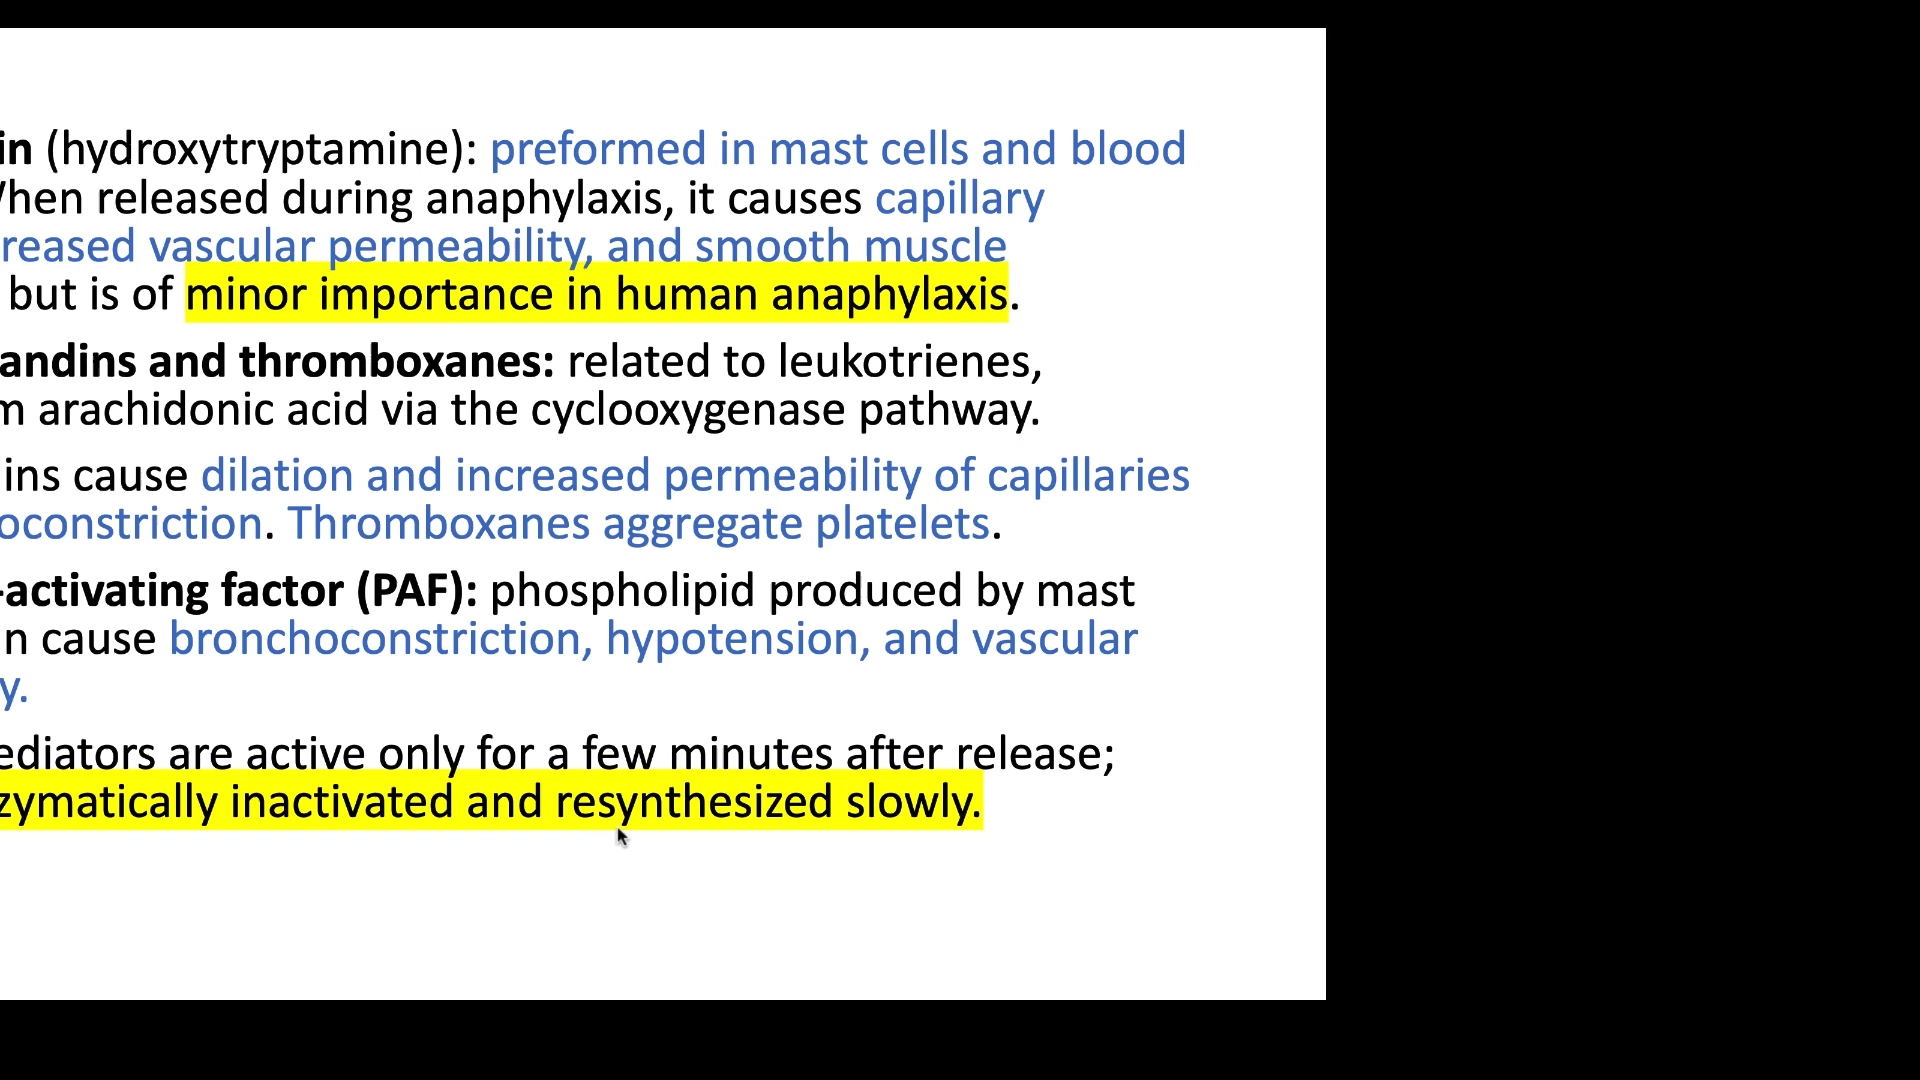 in (hydroxytryptamine): preformed in mast cells and blood
hen released during anaphylaxis, it causes capillary
reased vascular permeability, and smooth muscle
but is of minor importance in human anaphylaxis.
andins and thromboxanes: related to leukotrienes,
m arachidonic acid via the cyclooxygenase pathway.
ins cause dilation and increased permeability of capillaries
oconstriction. Thromboxanes aggregate platelets.
-activating factor (PAF): phospholipid produced by mast
n cause bronchoconstriction, hypotension, and vascular
y.
ediators are active only for a few minutes after release;
zymatically inactivated and resynthesized slowly.